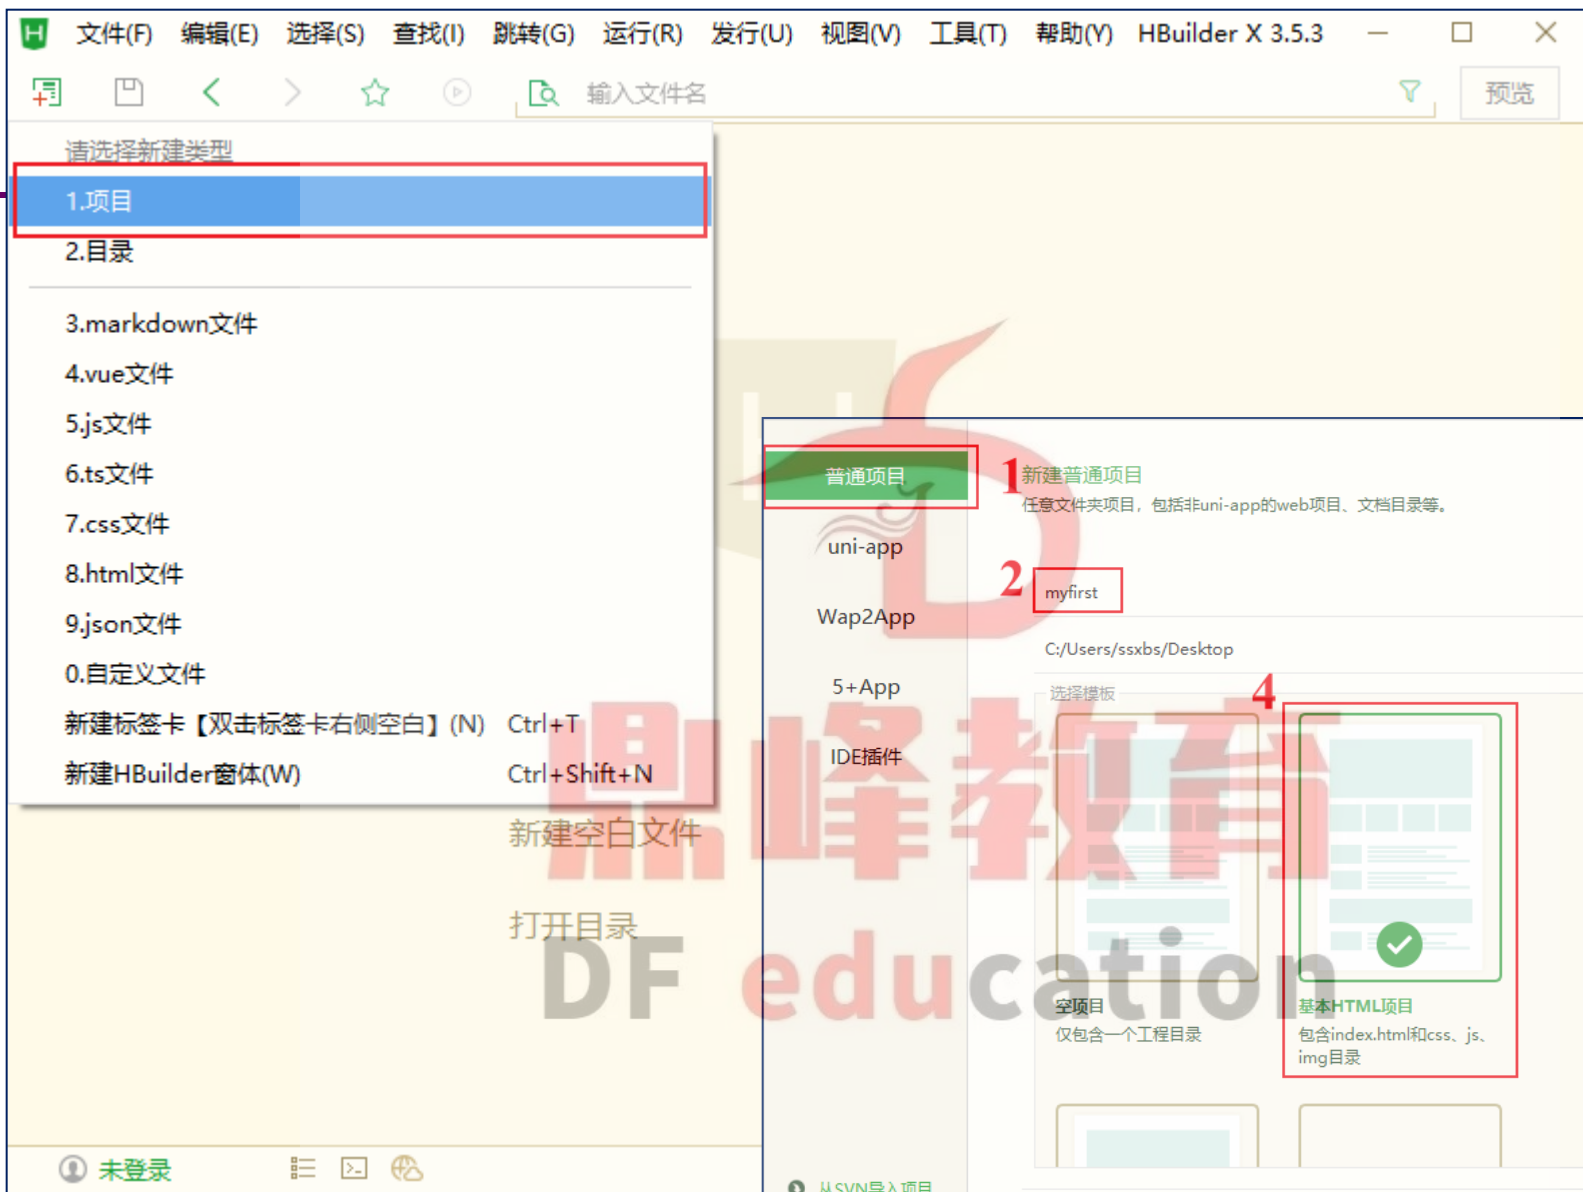 H 文件(F) 编辑(E) 选择(S) 查找(I) 跳转(G) 运行(R) 发行(U) 视图(V) 工具(T) 帮助(Y) HBuilder X 3.5.3
输入文件名 预览
请选择新建类型
1.项目
2.目录
3.markdown文件
4.vue文件
5.js文件
6.ts文件
7.css文件
8.html文件
9.json文件
0.自定义文件
新建标签卡【双击标签卡右侧空白】(N) Ctrl+T
新建HBuilder窗体(W) Ctrl+Shift+N
新建空白文件
打开目录
未登录
普通项目
uni-app
Wap2App
5+App
IDE插件
从SVN导入项目
1
新建普通项目
任意文件夹项目，包括非uni-app的web项目、文档目录等。
2
myfirst
C:/Users/ssxbs/Desktop
选择模板
4
空项目
仅包含一个工程目录
基本HTML项目
包含index.html和css、js、
img目录
鼎峰教育
DF education